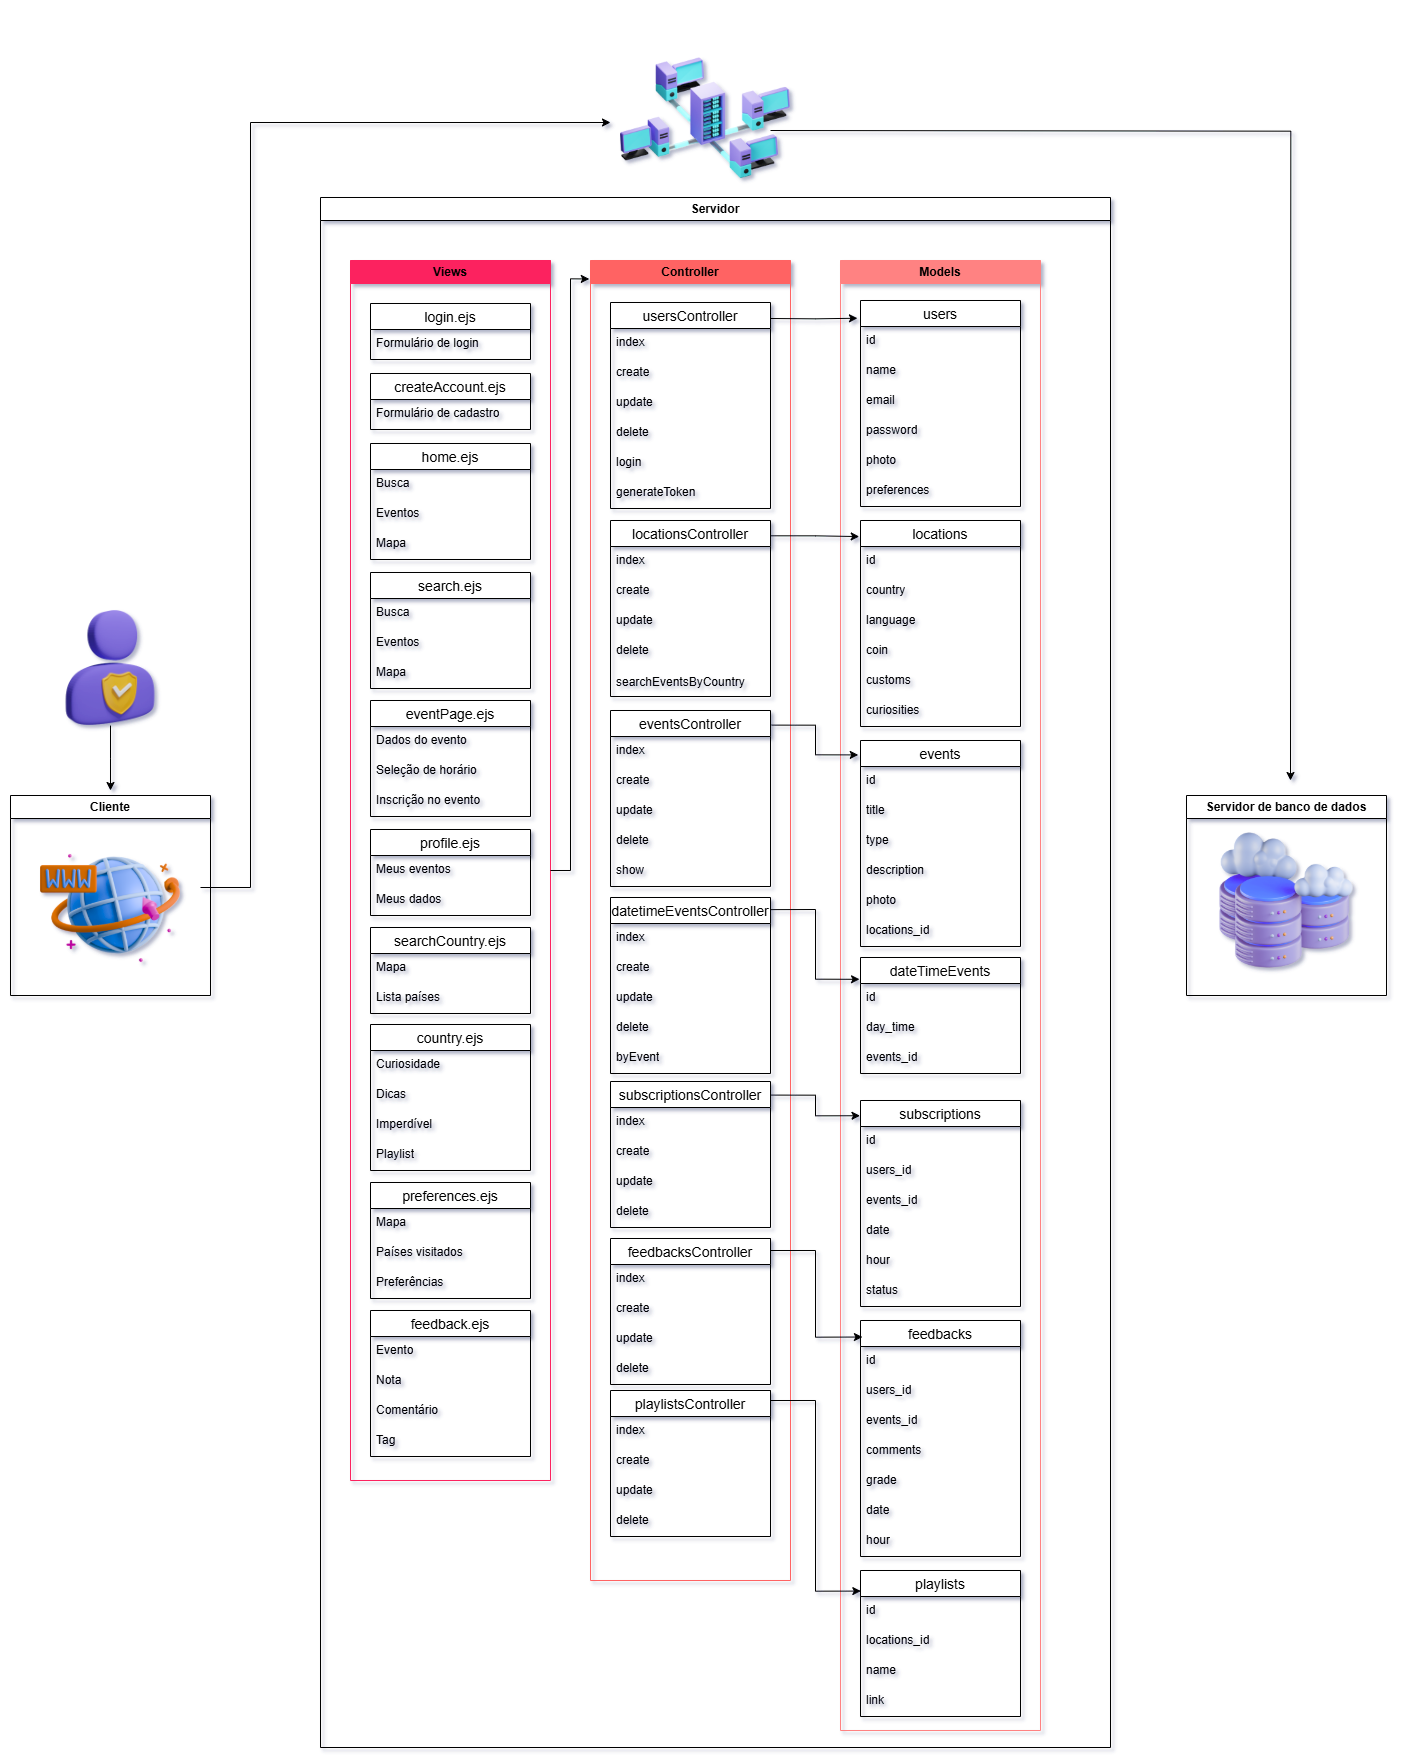 Servidor
Views
login.ejs
Formulário de login
createAccount.ejs
Formulário de cadastro
home.ejs
Busca
Eventos
Mapa
search.ejs
Busca
Eventos
Mapa
eventPage.ejs
Dados do evento
Seleção de horário
Inscrição no evento
profile.ejs
Meus eventos
Meus dados
searchCountry.ejs
Mapa
Lista países
country.ejs
Curiosidade
Dicas
Imperdível
Playlist
preferences.ejs
Mapa
Países visitados
Preferências
feedback.ejs
Evento
Nota
Comentário
Tag
Controller
usersController
index
create
update
delete
login
generateToken
locationsController
index
create
update
delete
searchEventsByCountry
eventsController
index
create
update
delete
show
datetimeEventsController
index
create
update
delete
byEvent
subscriptionsController
index
create
update
delete
feedbacksController
index
create
update
delete
playlistsController
index
create
update
delete
Models
users
id
name
email
password
photo
preferences
locations
id
country
language
coin
customs
curiosities
events
id
title
type
description
photo
locations_id
dateTimeEvents
id
day_time
events_id
subscriptions
id
users_id
events_id
date
hour
status
feedbacks
id
users_id
events_id
comments
grade
date
hour
playlists
id
locations_id
name
link
Cliente
WWW
Servidor de banco de dados